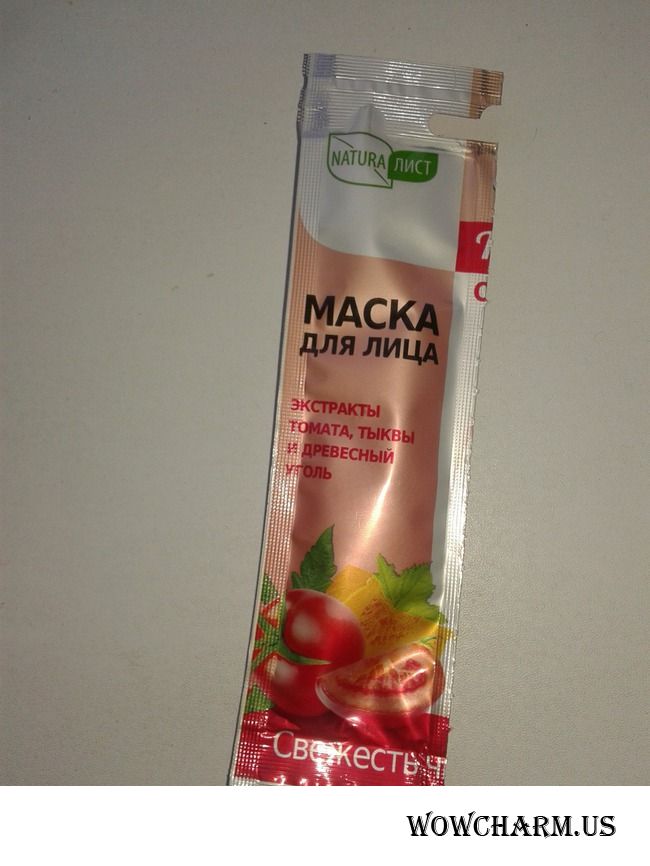 NATURA ЛИСТ
МАСКА
ДЛЯ ЛИЦА
ЭКСТРАКТЫ
ТОМАТА, ТЫКВЫ
И ДРЕВЕСНЫЙ
УГОЛЬ
Свежесть
WOWCHARM.US